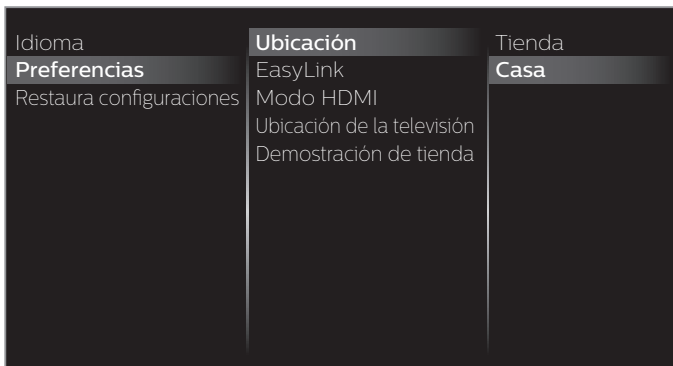 Idioma
Preferencias
Restaura configuraciones
Ubicación
EasyLink
Modo HDMI
Ubicación de la televisión
Demostración de tienda
Tienda
Casa